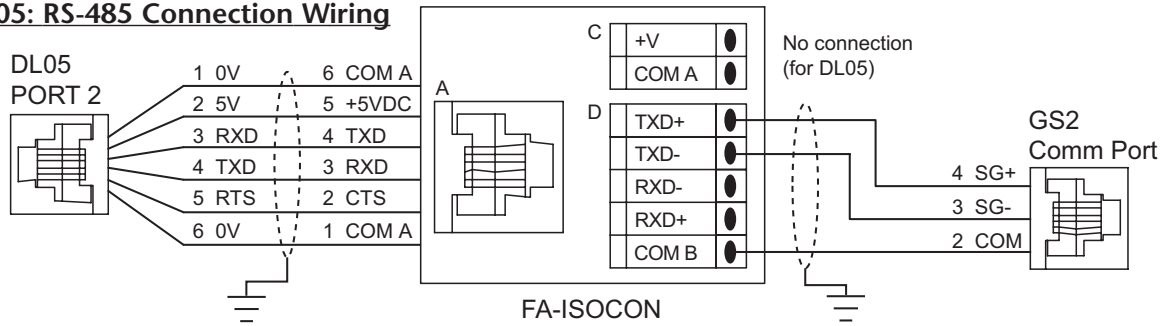 05: RS-485 Connection Wiring
DL05
PORT 2
1 0V
2 5V
3 RXD
4 TXD
5 RTS
6 0V
6 COM A
5 +5VDC
4 TXD
3 RXD
2 CTS
1 COM A
A
C
+V
COM A
D
TXD+
TXD-
RXD-
RXD+
COM B
FA-ISOCON
No connection
(for DL05)
GS2
Comm Port
4 SG+
3 SG-
2 COM